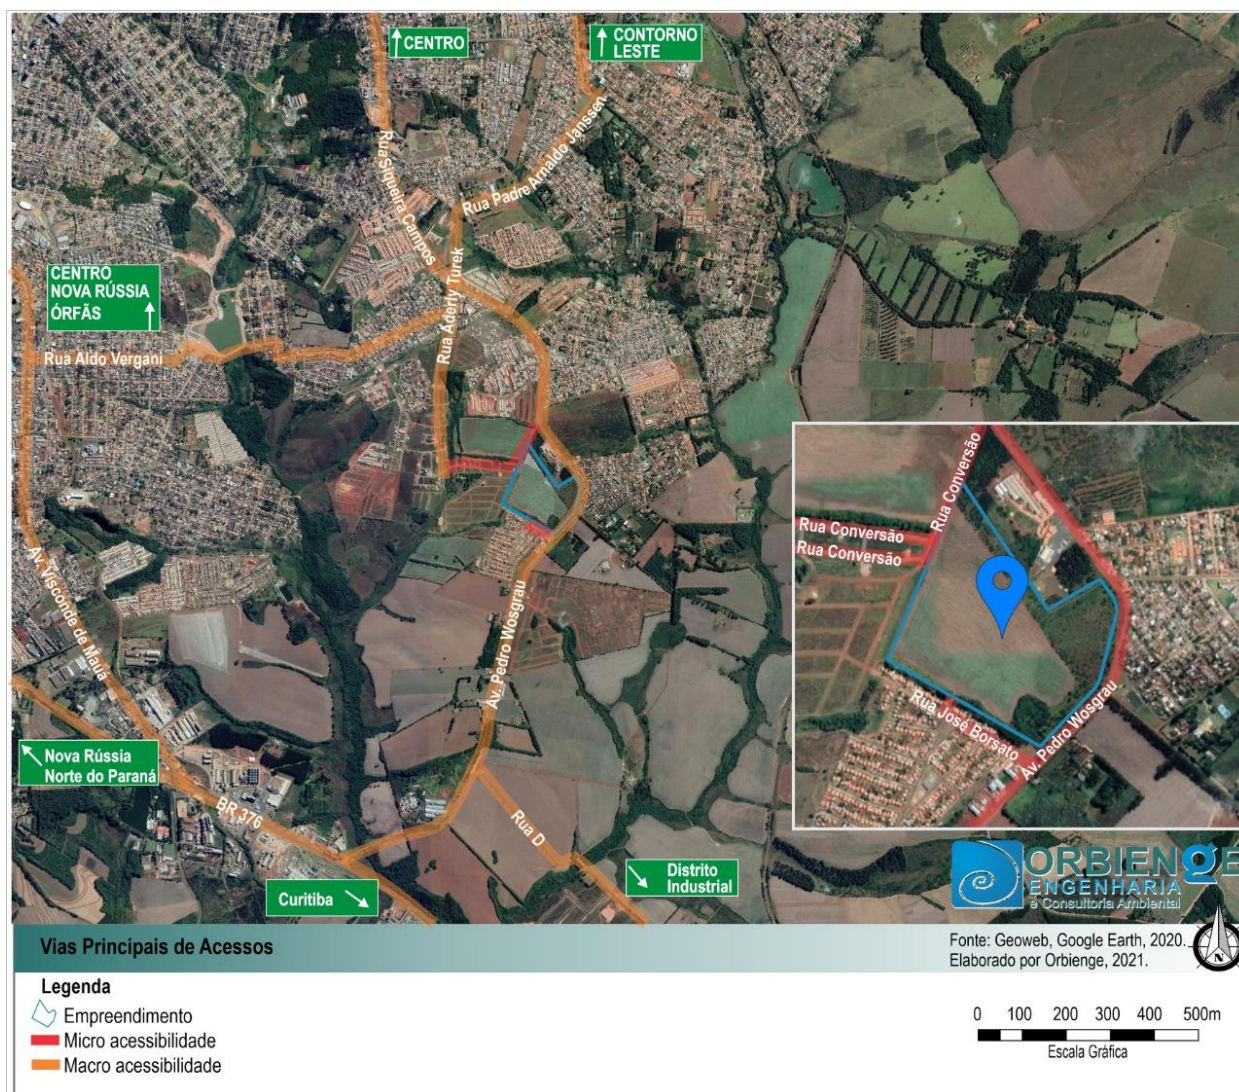 CENTRO
CONTORNO
LESTE
Rua Siqueira Campos
Rua Padre Arnaldo Janssen
CENTRO
NOVA RÚSSIA
ÓRFÃS
Rua Aderly Turek
Rua Aldo Vergani
Rua Conversão
Rua Conversão
Rua Conversão
Av. Visconde de Mauá
Av. Pedro Wosgrau
Rua José Borsato
Av. Pedro Wosgrau
Nova Rússia
Norte do Paraná
BR 376
Rua D
Curitiba
Distrito
Industrial
ORBIENGE
ENGENHARIA
e Consultoria Ambiental
Vias Principais de Acessos
Fonte: Geoweb, Google Earth, 2020.
Elaborado por Orbienge, 2021.
N
Legenda
Empreendimento
Micro acessibilidade
Macro acessibilidade
0 100 200 300 400 500m
Escala Gráfica